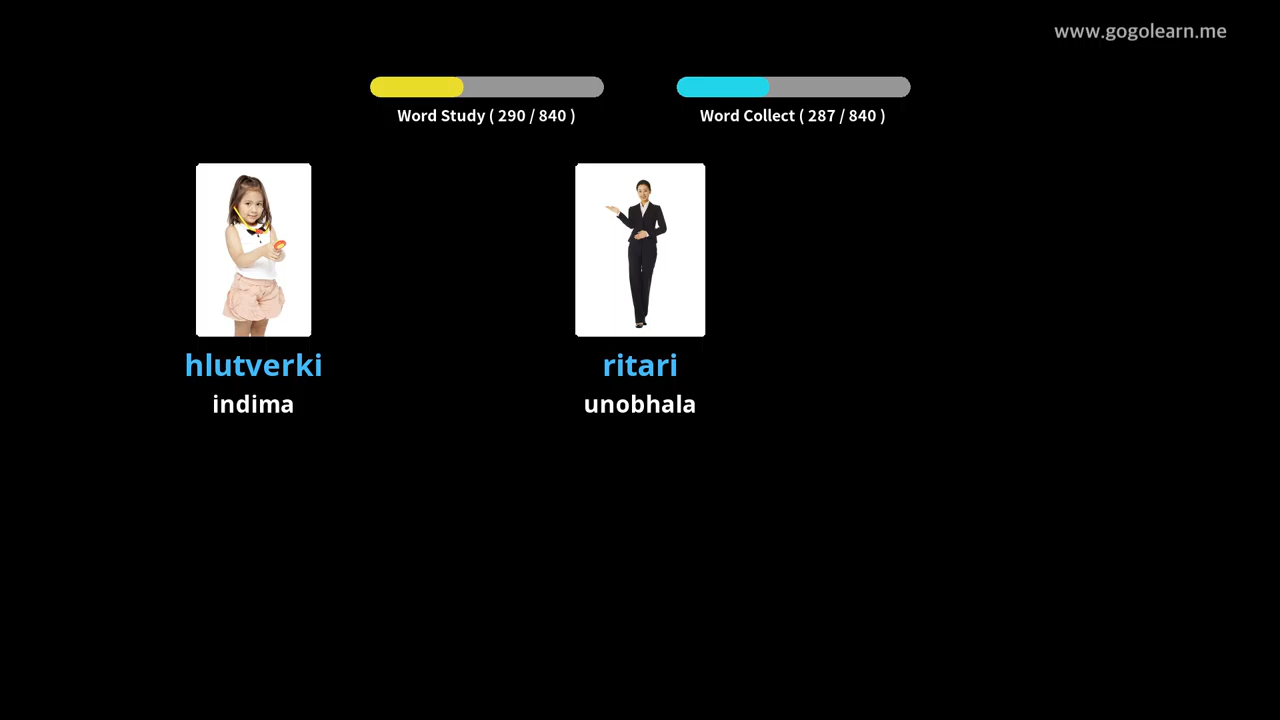 www.gogolearn.me
Word Study ( 290 / 840 )
Word Collect ( 287 / 840 )
hlutverki
indima
ritari
unobhala